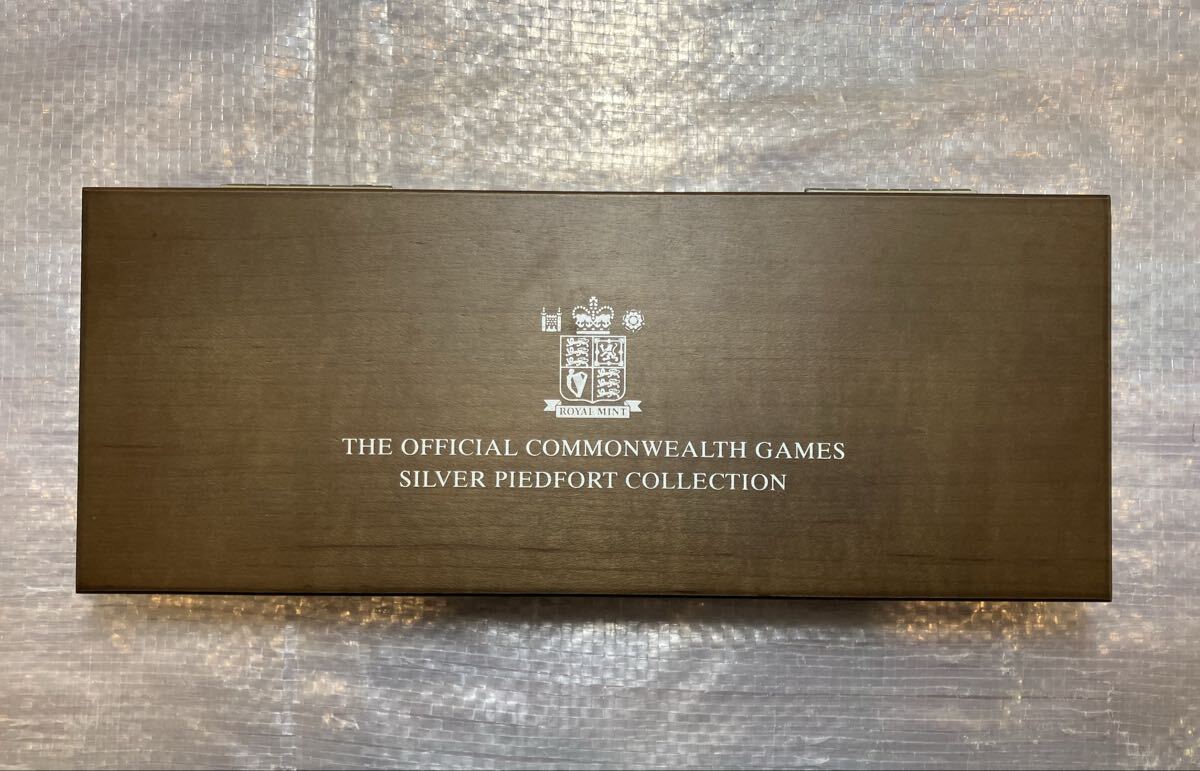 ROYAL MINT
THE OFFICIAL COMMONWEALTH GAMES
SILVER PIEDFORT COLLECTION